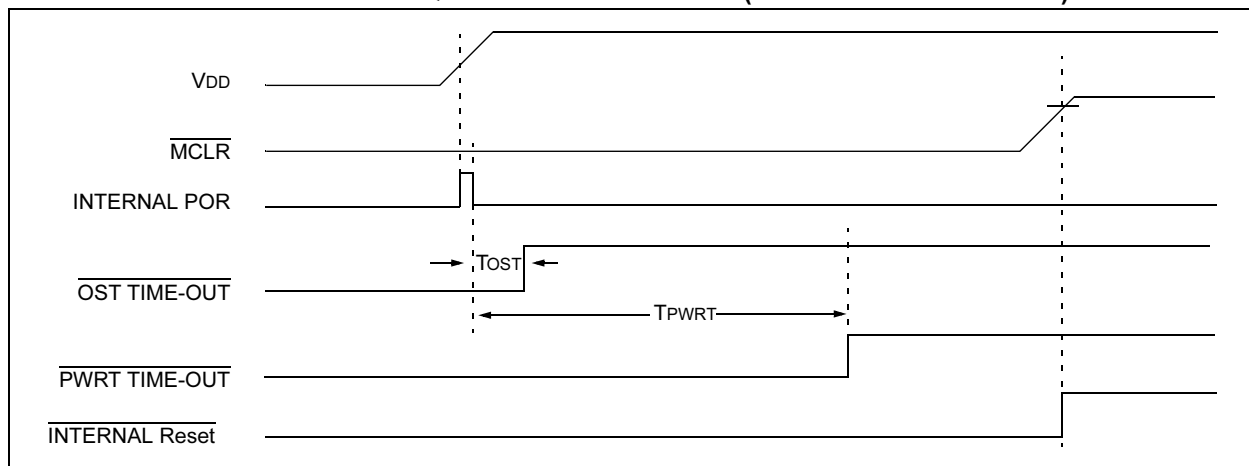 VDD
MCLR
INTERNAL POR
TOST
OST TIME-OUT
TPWRT
PWRT TIME-OUT
INTERNAL Reset